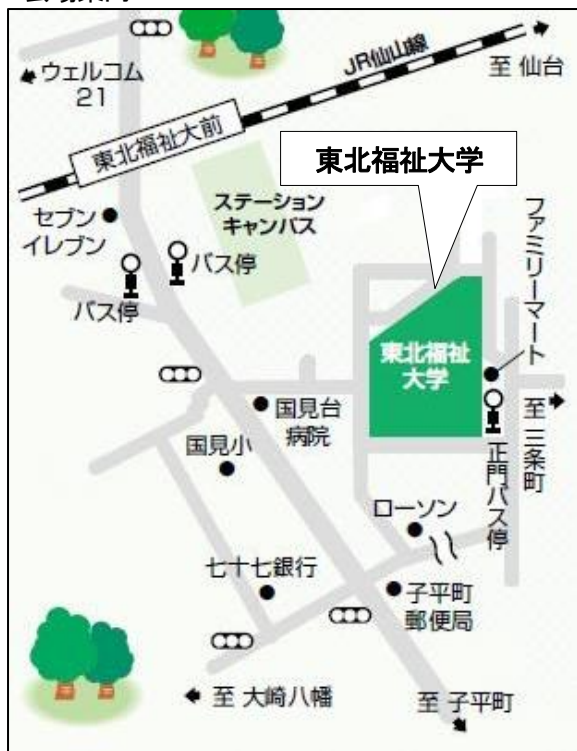 JR仙山線
至 仙台
ウェルコム
21
東北福祉大前
東北福祉大学
ステーション
キャンパス
セブン
イレブン
バス停
バス停
ファミリーマート
東北福祉
大学
至 三条町
正門バス停
国見台
病院
国見小
ローソン
七十七銀行
子平町
郵便局
至 大崎八幡
至 子平町